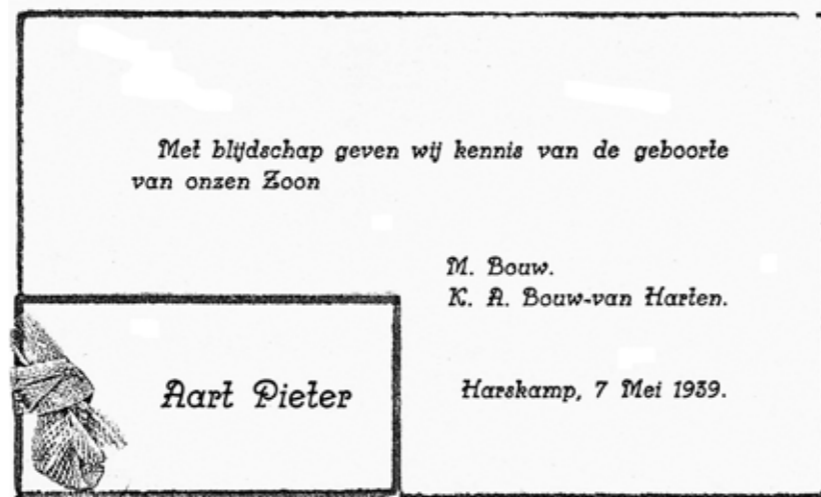 Met blijdschap geven wij kennis van de geboorte
van onzen Zoon
M. Bouw.
K. A. Bouw-van Harten.
Aart Pieter
Harskamp, 7 Mei 1939.